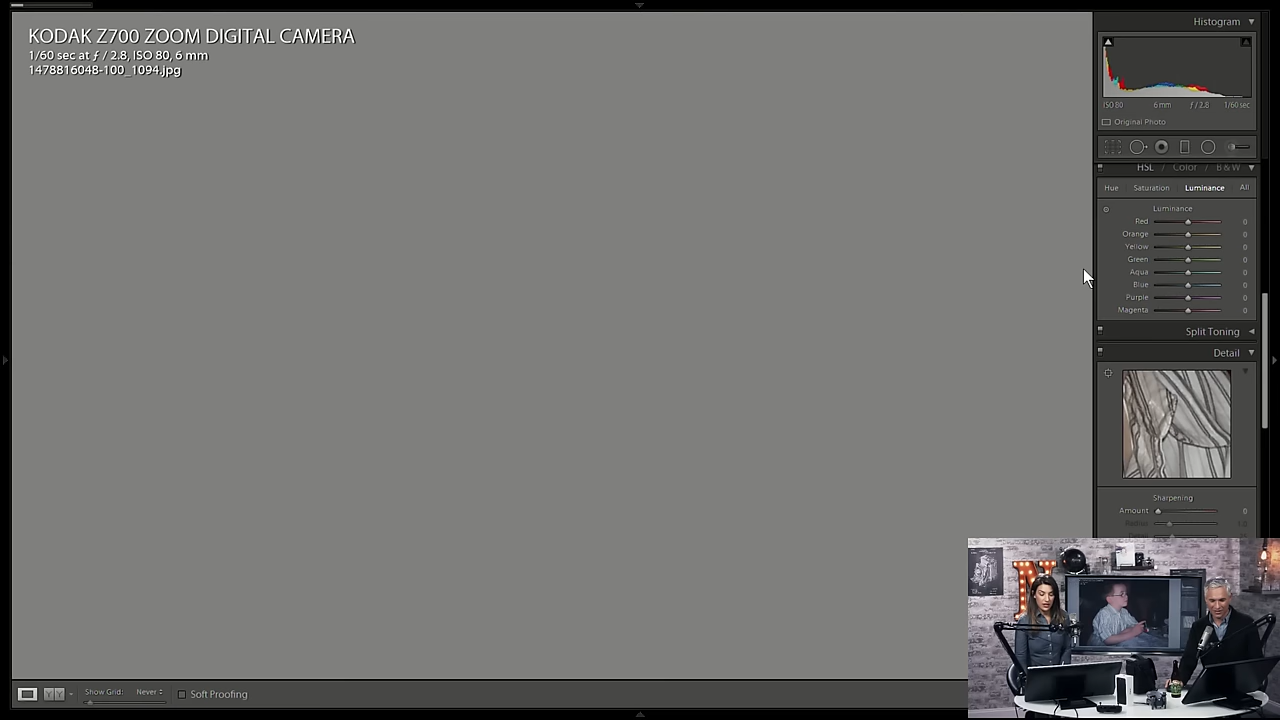 KODAK Z700 ZOOM DIGITAL CAMERA
1/60 sec at ƒ / 2.8, ISO 80, 6 mm
1478816048-100_1094.jpg
Histogram
ISO 80 6 mm ƒ / 2.8 1/60 sec
Original Photo
HSL / Color / B & W
Hue Saturation Luminance All
Luminance
Red 0
Orange 0
Yellow 0
Green 0
Aqua 0
Blue 0
Purple 0
Magenta 0
Split Toning
Detail
Sharpening
Amount 0
Show Grid: Never
Soft Proofing